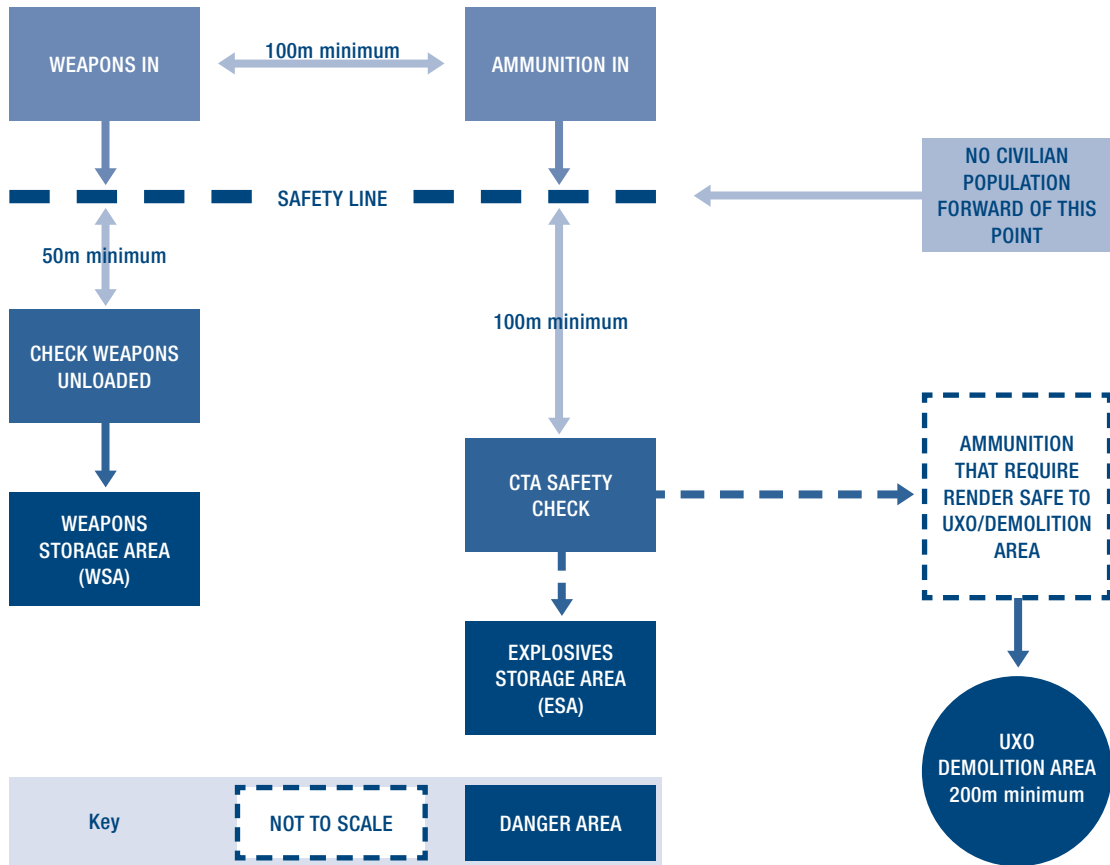 WEAPONS IN
100m minimum
AMMUNITION IN
SAFETY LINE
NO CIVILIAN
POPULATION
FORWARD OF THIS
POINT
50m minimum
100m minimum
CHECK WEAPONS
UNLOADED
CTA SAFETY
CHECK
AMMUNITION
THAT REQUIRE
RENDER SAFE TO
UXO/DEMOLITION
AREA
WEAPONS
STORAGE AREA
(WSA)
EXPLOSIVES
STORAGE AREA
(ESA)
UXO
DEMOLITION AREA
200m minimum
Key
NOT TO SCALE
DANGER AREA